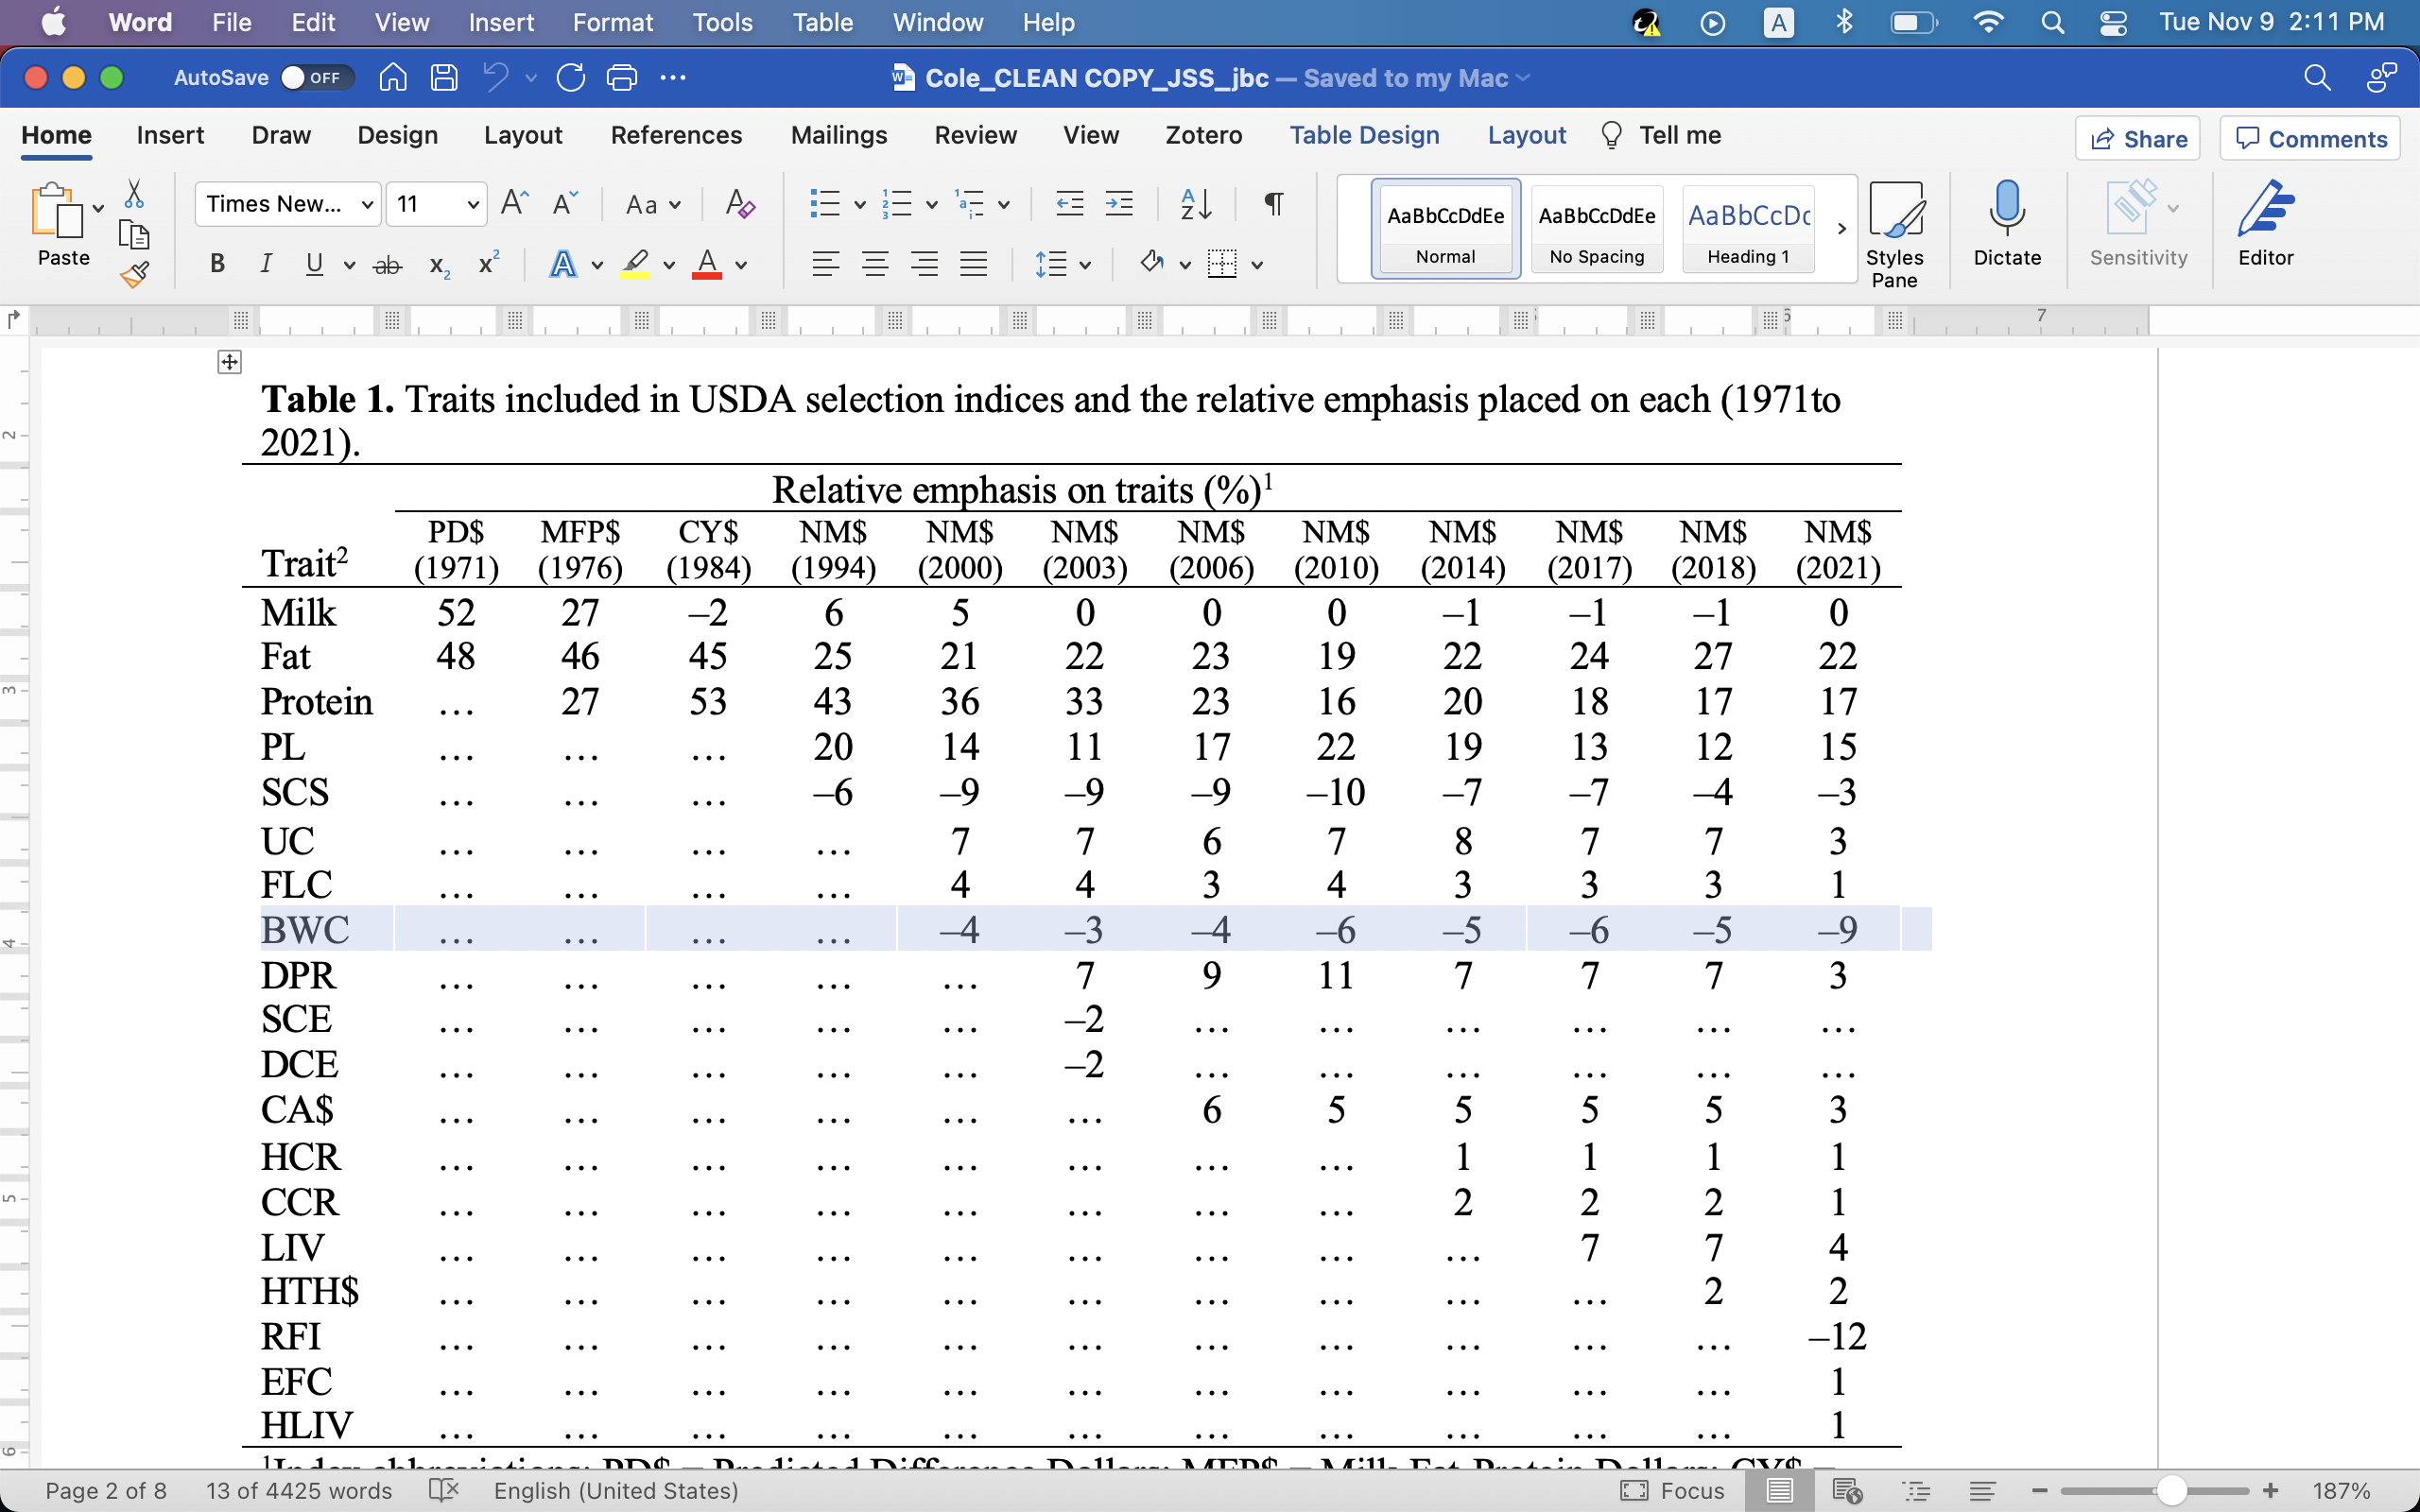 Word File Edit View Insert Format Tools Table Window Help A Tue Nov 9 2:11 PM
AutoSave OFF Cole_CLEAN COPY_JSS_jbc — Saved to my Mac
Home Insert Draw Design Layout References Mailings Review View Zotero Table Design Layout Tell me Share Comments
Paste Times New... 11 AaBbCcDdEe Normal AaBbCcDdEe No Spacing AaBbCcDc Heading 1 Styles Pane Dictate Sensitivity Editor
Table 1. Traits included in USDA selection indices and the relative emphasis placed on each (1971to
2021).
Relative emphasis on traits (%)1
PD$ MFP$ CY$ NM$ NM$ NM$ NM$ NM$ NM$ NM$ NM$ NM$
Trait2 (1971) (1976) (1984) (1994) (2000) (2003) (2006) (2010) (2014) (2017) (2018) (2021)
Milk 52 27 –2 6 5 0 0 0 –1 –1 –1 0
Fat 48 46 45 25 21 22 23 19 22 24 27 22
Protein … 27 53 43 36 33 23 16 20 18 17 17
PL … … … 20 14 11 17 22 19 13 12 15
SCS … … … –6 –9 –9 –9 –10 –7 –7 –4 –3
UC … … … … 7 7 6 7 8 7 7 3
FLC … … … … 4 4 3 4 3 3 3 1
BWC … … … … –4 –3 –4 –6 –5 –6 –5 –9
DPR … … … … … 7 9 11 7 7 7 3
SCE … … … … … –2 … … … … … …
DCE … … … … … –2 … … … … … …
CA$ … … … … … … 6 5 5 5 5 3
HCR … … … … … … … … 1 1 1 1
CCR … … … … … … … … 2 2 2 1
LIV … … … … … … … … … 7 7 4
HTH$ … … … … … … … … … … 2 2
RFI … … … … … … … … … … … –12
EFC … … … … … … … … … … … 1
HLIV … … … … … … … … … … … 1
1Index abbreviations: PD$ = Predicted Difference Dollars; MFP$ = Milk-Fat-Protein Dollars; CY$ =
Page 2 of 8 13 of 4425 words English (United States) Focus 187%